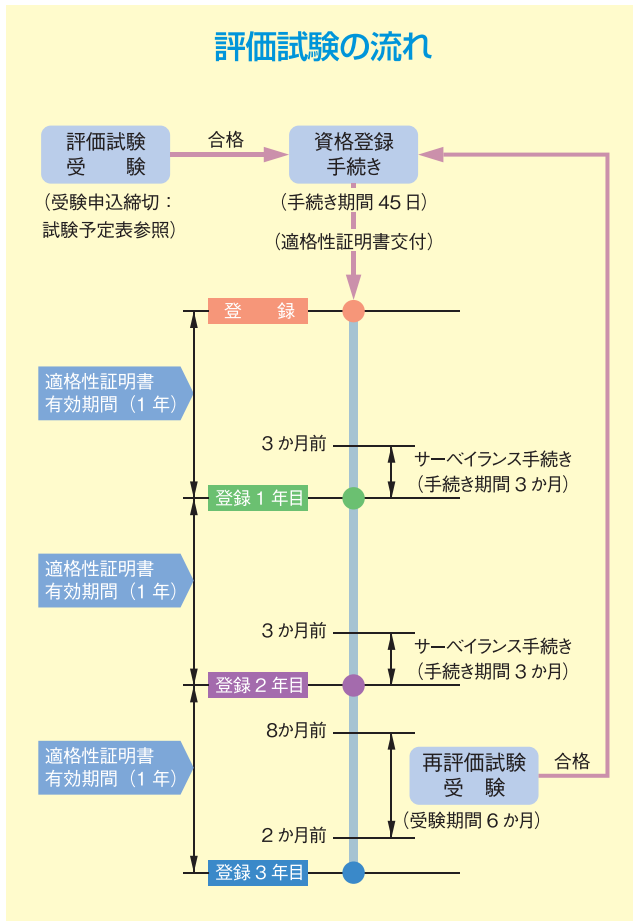 評価試験の流れ
評価試験
受　　験
合格
資格登録
手続き
(受験申込締切：
試験予定表参照)
(手続き期間 45 日)
(適格性証明書交付)
登　　録
適格性証明書
有効期間（1 年）
3 か月前
サーベイランス手続き
(手続き期間 3 か月)
登録 1 年目
適格性証明書
有効期間（1 年）
3 か月前
サーベイランス手続き
(手続き期間 3 か月)
登録 2 年目
8か月前
適格性証明書
有効期間（1 年）
再評価試験
受　験
合格
(受験期間 6 か月)
2 か月前
登録 3 年目